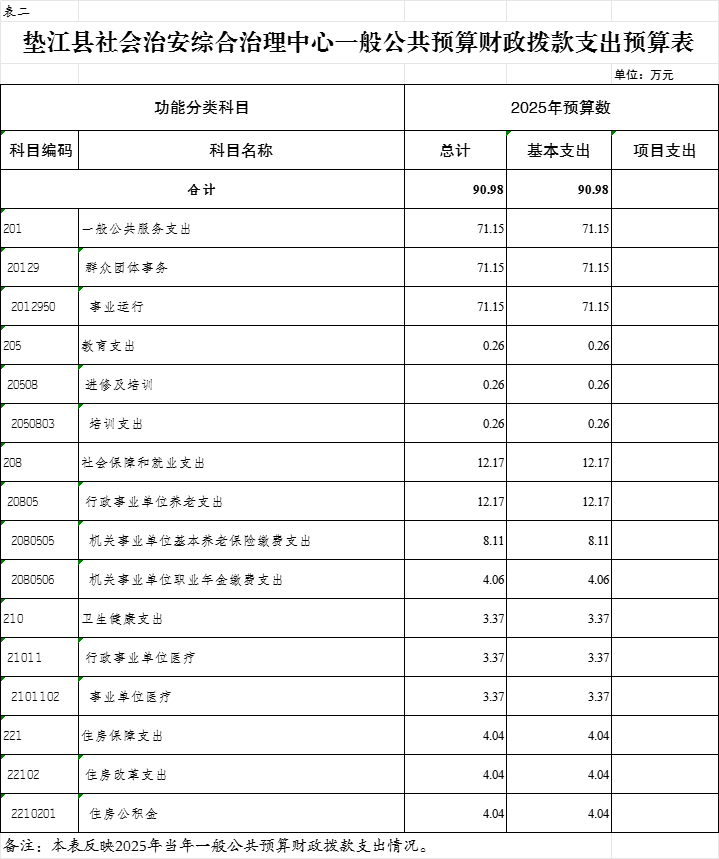 表二
垫江县社会治安综合治理中心一般公共预算财政拨款支出预算表
单位：万元
功能分类科目 2025年预算数
科目编码 科目名称 总计 基本支出 项目支出
合计 90.98 90.98
201 一般公共服务支出 71.15 71.15
20129 群众团体事务 71.15 71.15
2012950 事业运行 71.15 71.15
205 教育支出 0.26 0.26
20508 进修及培训 0.26 0.26
2050803 培训支出 0.26 0.26
208 社会保障和就业支出 12.17 12.17
20805 行政事业单位养老支出 12.17 12.17
2080505 机关事业单位基本养老保险缴费支出 8.11 8.11
2080506 机关事业单位职业年金缴费支出 4.06 4.06
210 卫生健康支出 3.37 3.37
21011 行政事业单位医疗 3.37 3.37
2101102 事业单位医疗 3.37 3.37
221 住房保障支出 4.04 4.04
22102 住房改革支出 4.04 4.04
2210201 住房公积金 4.04 4.04
备注：本表反映2025年当年一般公共预算财政拨款支出情况。